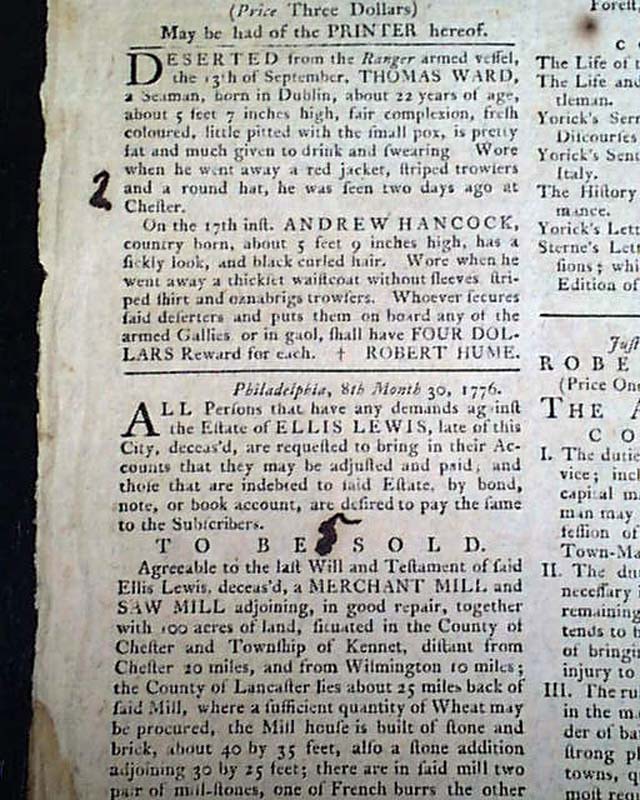 (Price Three Dollars)
May be had of the PRINTER hereof.
DESERTED from the Ranger armed veſſel,
the 13th of September, THOMAS WARD,
a Seaman, born in Dublin, about 22 years of age,
about 5 feet 7 inches high, fair complexion, freſh
coloured, little pitted with the ſmall pox, is pretty
fat and much given to drink and ſwearing Wore
when he went away a red jacket, ſtriped trowſers
and a round hat, he was ſeen two days ago at
Cheſter.
2
On the 17th inſt. ANDREW HANCOCK,
country born, about 5 feet 9 inches high, has a
ſickly look, and black curled hair. Wore when he
went away a thickſet waiſtcoat without ſleeves ſtri-
ped ſhirt and oznabrigs trowſers. Whoever ſecures
ſaid deſerters and puts them on board any of the
armed Gallies or in gaol, ſhall have FOUR DOL-
LARS Reward for each. † ROBERT HUME.
Philadelphia, 8th Month 30, 1776.
ALL Perſons that have any demands againſt
the Eſtate of ELLIS LEWIS, late of this
City, deceas'd, are requeſted to bring in their Ac-
counts that they may be adjuſted and paid, and
thoſe that are indebted to ſaid Eſtate, by bond,
note, or book account, are deſired to pay the ſame
to the Subſcribers.
TO BE SOLD.
Agreeable to the laſt Will and Teſtament of ſaid
Ellis Lewis, deceas'd, a MERCHANT MILL and
SAW MILL adjoining, in good repair, together
with 100 acres of land, ſituated in the County of
Cheſter and Townſhip of Kennet, diſtant from
Cheſter 20 miles, and from Wilmington 10 miles;
the County of Lancaſter lies about 25 miles back of
ſaid Mill, where a ſufficient quantity of Wheat may
be procured, the Mill houſe is built of ſtone and
brick, about 40 by 35 feet, alſo a ſtone addition
adjoining 30 by 25 feet; there are in ſaid mill two
pair of mill-ſtones, one of French burrs the other
Foreſt,
C
The Life of
The Life and
tleman.
Yorick's Ser
Diſcourſes
Yorick's Sent
Italy.
The Hiſtory
mance.
Yorick's Lett
Sterne's Lett
ſions; whi
Edition of
Juſt
ROBE
(Price On
THE A
CO
I. The dutie
vice; incl
capital m
man may
ſeſſion of
Town-Ma
II. The du
neceſſary i
remaining
tends to b
of bringin
injury to
III. The ru
in the m
der of ba
ſtrong pl
towns, q
moſt req